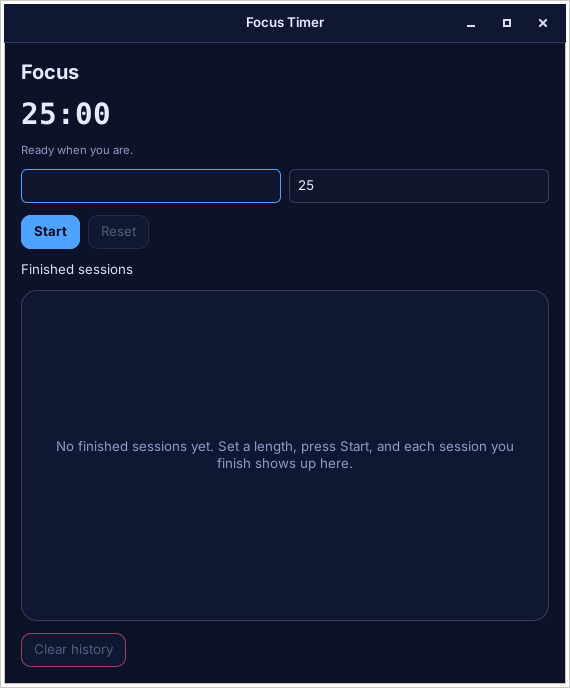 Focus Timer
Focus
25:00
Ready when you are.
25
Start
Reset
Finished sessions
No finished sessions yet. Set a length, press Start, and each session you
finish shows up here.
Clear history